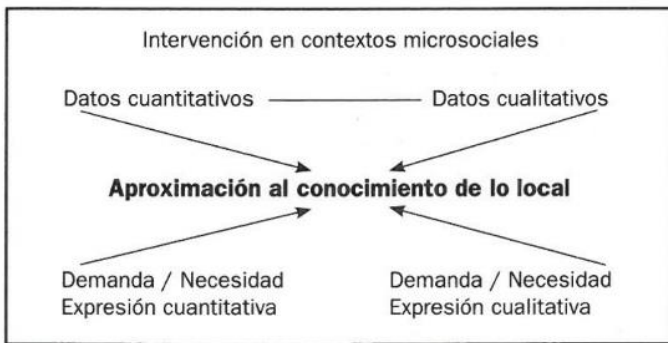 Intervención en contextos microsociales
Datos cuantitativos
Datos cualitativos
Aproximación al conocimiento de lo local
Demanda / Necesidad
Expresión cuantitativa
Demanda / Necesidad
Expresión cualitativa